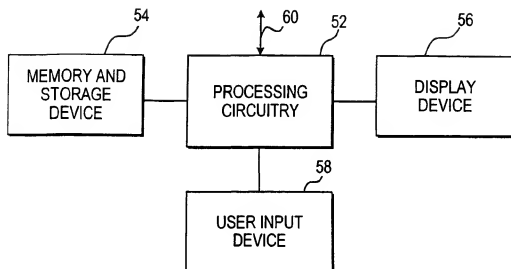 54
60
52
56
MEMORY AND
STORAGE
DEVICE
PROCESSING
CIRCUITRY
DISPLAY
DEVICE
58
USER INPUT
DEVICE